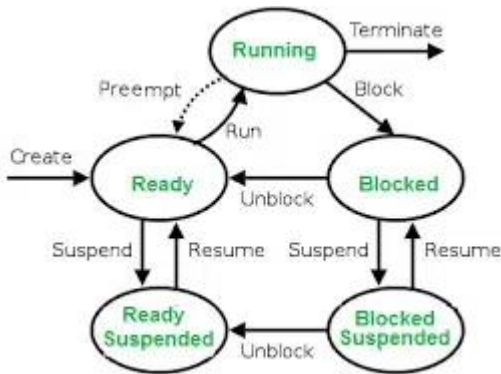 Terminate
Running
Preempt
Block
Run
Create
Ready
Blocked
Unblock
Suspend
Resume
Suspend
Resume
Ready
Suspended
Blocked
Suspended
Unblock